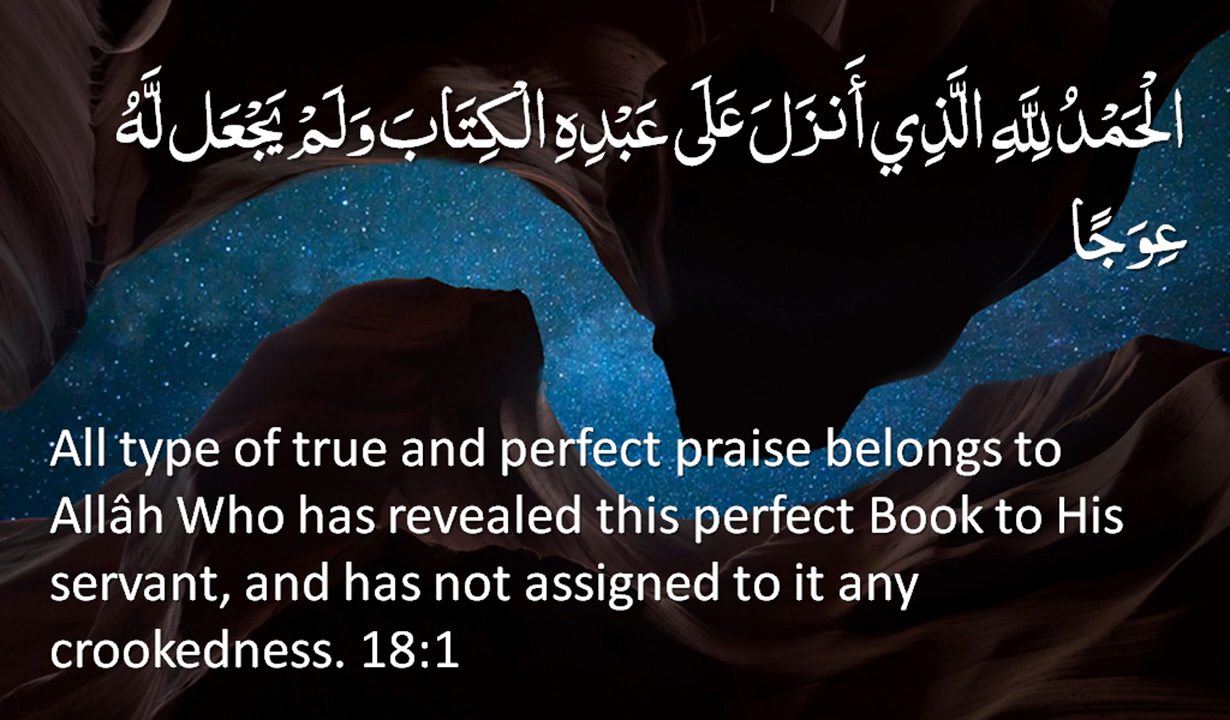 الْحَمْدُ لِلَّهِ الَّذِي أَنزَلَ عَلَى عَبْدِهِ الْكِتَابَ وَلَمْ يَجْعَل لَّهُ
عِوَجًا
All type of true and perfect praise belongs to
Allâh Who has revealed this perfect Book to His
servant, and has not assigned to it any
crookedness. 18:1